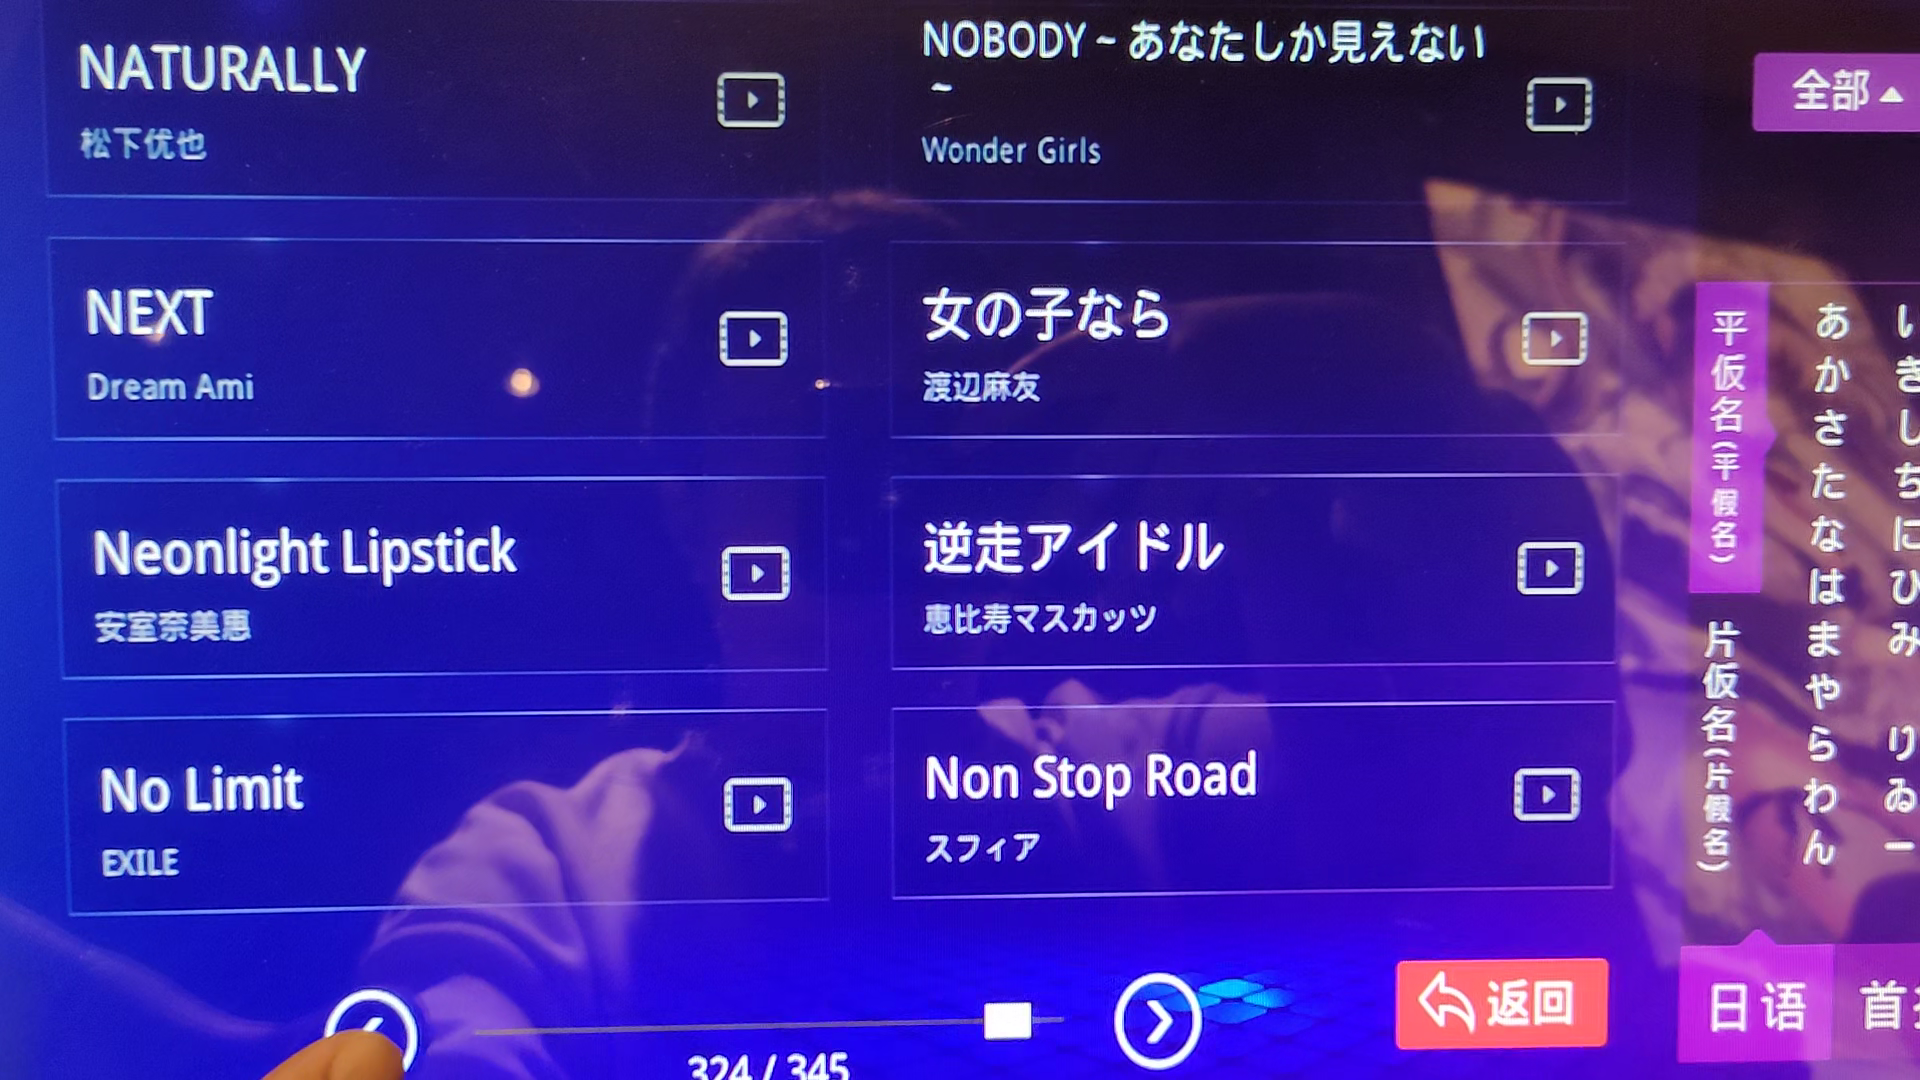 NATURALLY
松下优也
NOBODY ~ あなたしか見えない
~
Wonder Girls
NEXT
Dream Ami
女の子なら
渡辺麻友
Neonlight Lipstick
安室奈美惠
逆走アイドル
恵比寿マスカッツ
No Limit
EXILE
Non Stop Road
スフィア
324 / 345
返回
全部
平仮名(平假名)
片仮名(片假名)
あかさたなはまやらわん
いきしちにひみ りゐー
日语
首